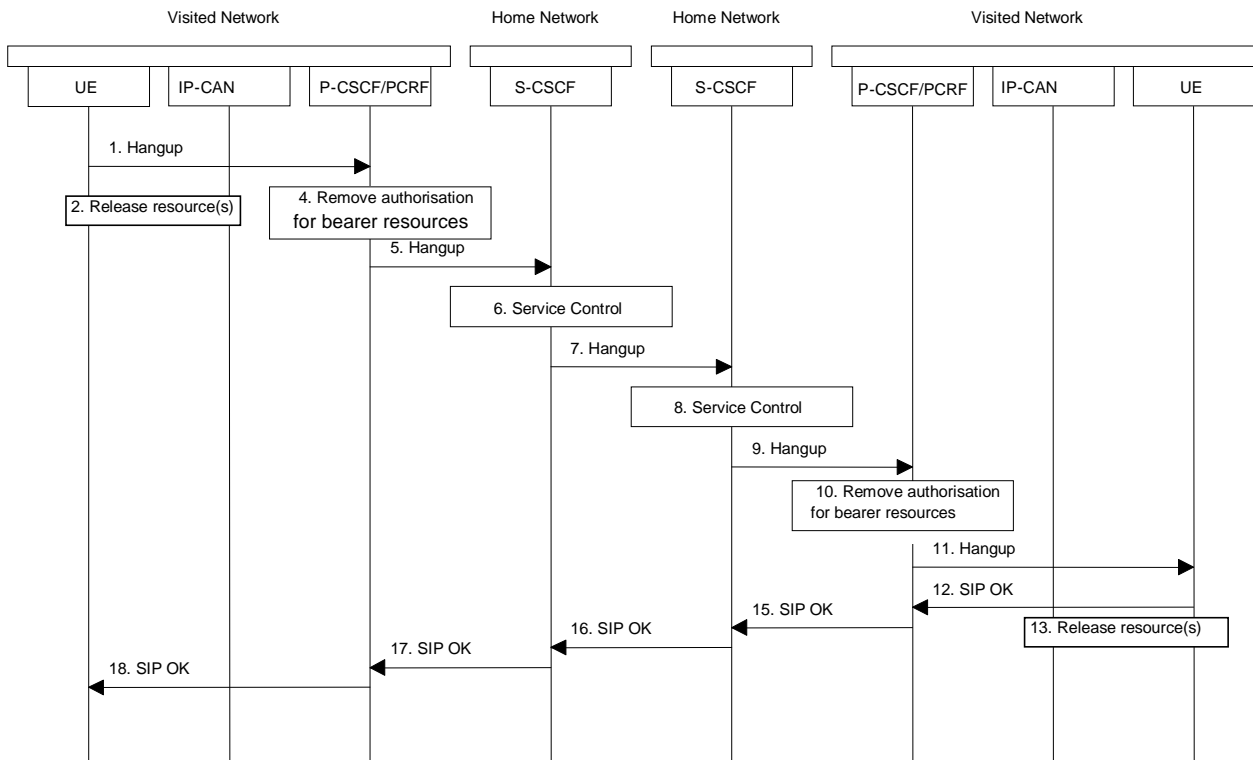 Visited Network
Home Network
Home Network
Visited Network
UE
IP-CAN
P-CSCF/PCRF
S-CSCF
S-CSCF
P-CSCF/PCRF
IP-CAN
UE
1. Hangup
2. Release resource(s)
4. Remove authorisation
for bearer resources
5. Hangup
6. Service Control
7. Hangup
8. Service Control
9. Hangup
10. Remove authorisation
for bearer resources
11. Hangup
12. SIP OK
13. Release resource(s)
15. SIP OK
16. SIP OK
17. SIP OK
18. SIP OK